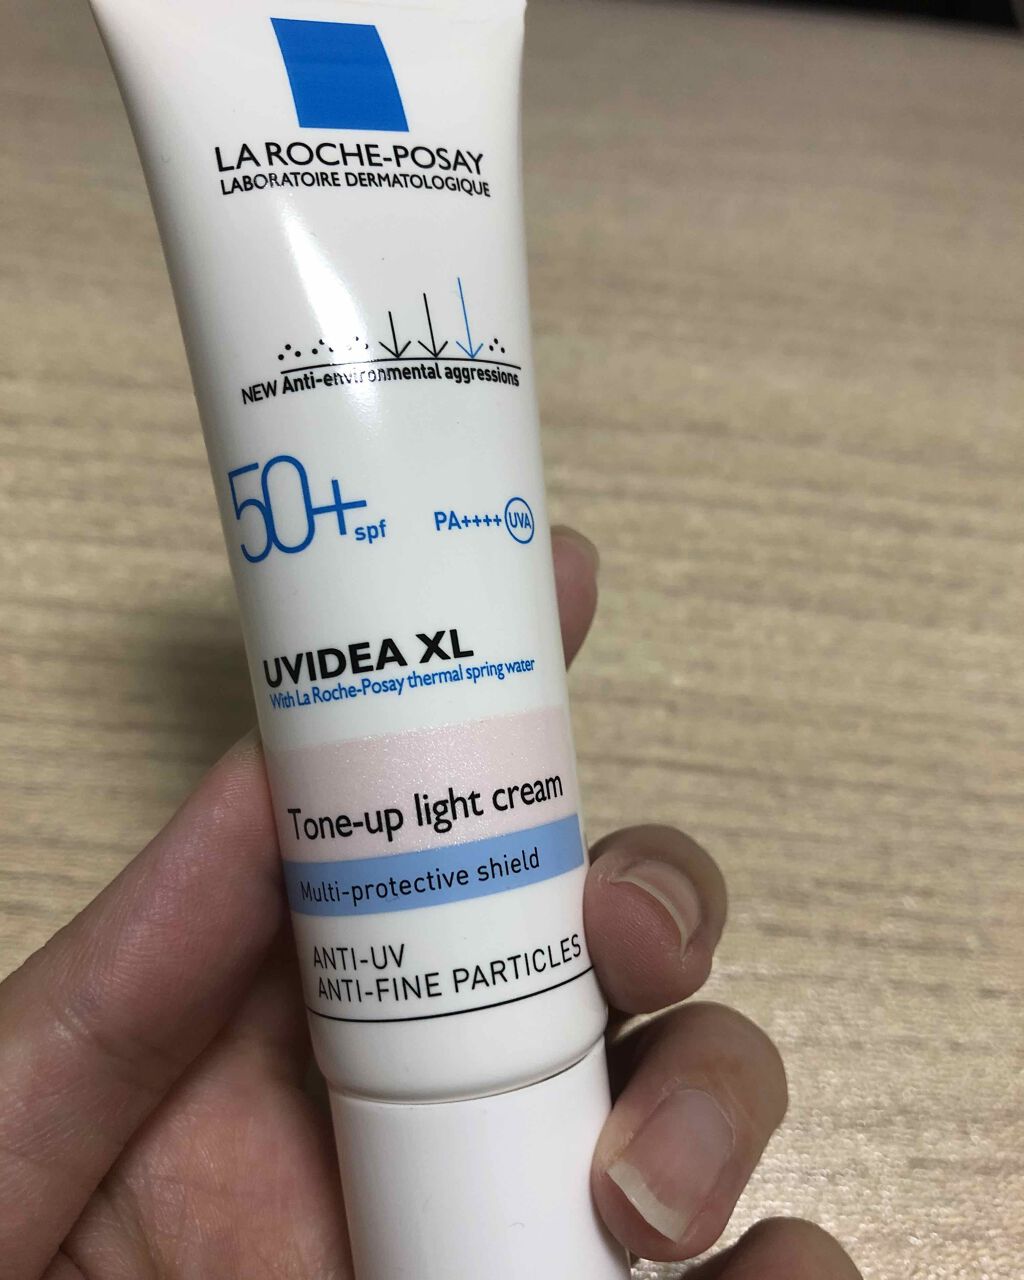 LA ROCHE-POSAY
LABORATOIRE DERMATOLOGIQUE
NEW Anti-environmental aggressions
50+ spf PA++++ UVA
UVIDEA XL
With La Roche-Posay thermal spring water
Tone-up light cream
Multi-protective shield
ANTI-UV
ANTI-FINE PARTICLES